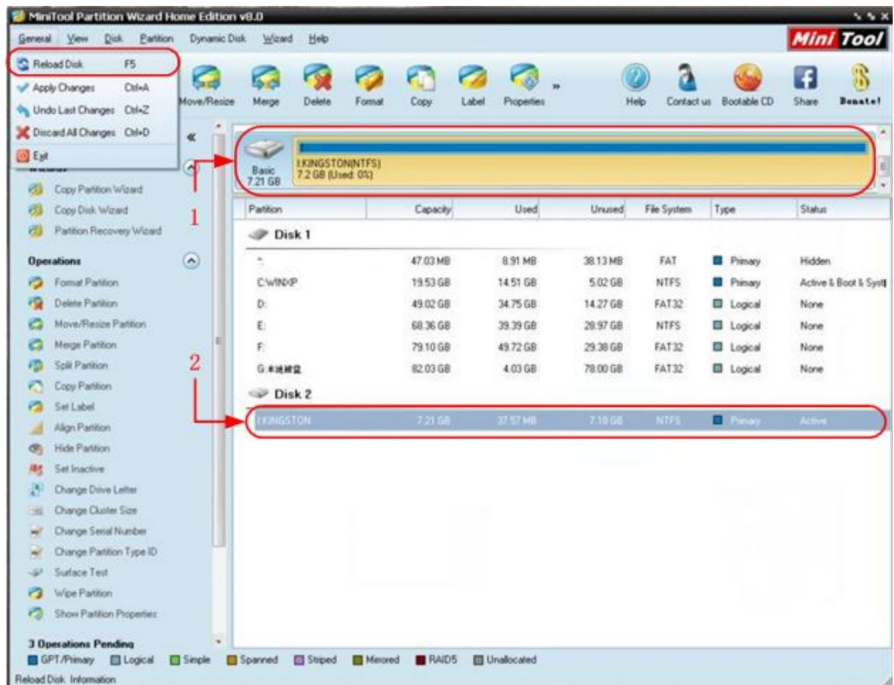 MiniTool Partition Wizard Home Edition v8.0
General View Disk Partition Dynamic Disk Wizard Help
Mini Tool
Reload Disk F5
Apply Changes Ctrl+A
Undo Last Changes Ctrl+Z
Discard All Changes Ctrl+D
Exit
Move/Resize Merge Delete Format Copy Label Properties » Help Contact us Bootable CD Share Donate!
«
1
Basic
7.21 GB
I:KINGSTON(NTFS)
7.2 GB (Used: 0%)
Copy Partition Wizard
Copy Disk Wizard
Partition Recovery Wizard
Operations
Format Partition
Delete Partition
Move/Resize Partition
Merge Partition
Split Partition
Copy Partition
Set Label
Align Partition
Hide Partition
Set Inactive
Change Drive Letter
Change Cluster Size
Change Serial Number
Change Partition Type ID
Surface Test
Wipe Partition
Show Partition Properties
3 Operations Pending
2
Partition Capacity Used Unused File System Type Status
Disk 1
*: 47.03 MB 8.91 MB 38.13 MB FAT Primary Hidden
C:WINXP 19.53 GB 14.51 GB 5.02 GB NTFS Primary Active & Boot & Syst
D: 49.02 GB 34.75 GB 14.27 GB FAT32 Logical None
E: 68.36 GB 39.39 GB 28.97 GB NTFS Logical None
F: 79.10 GB 49.72 GB 29.38 GB FAT32 Logical None
G: 82.03 GB 4.03 GB 78.00 GB FAT32 Logical None
Disk 2
I:KINGSTON 7.21 GB 37.57 MB 7.18 GB NTFS Primary Active
GPT/Primary Logical Simple Spanned Striped Mirrored RAID5 Unallocated
Reload Disk Information